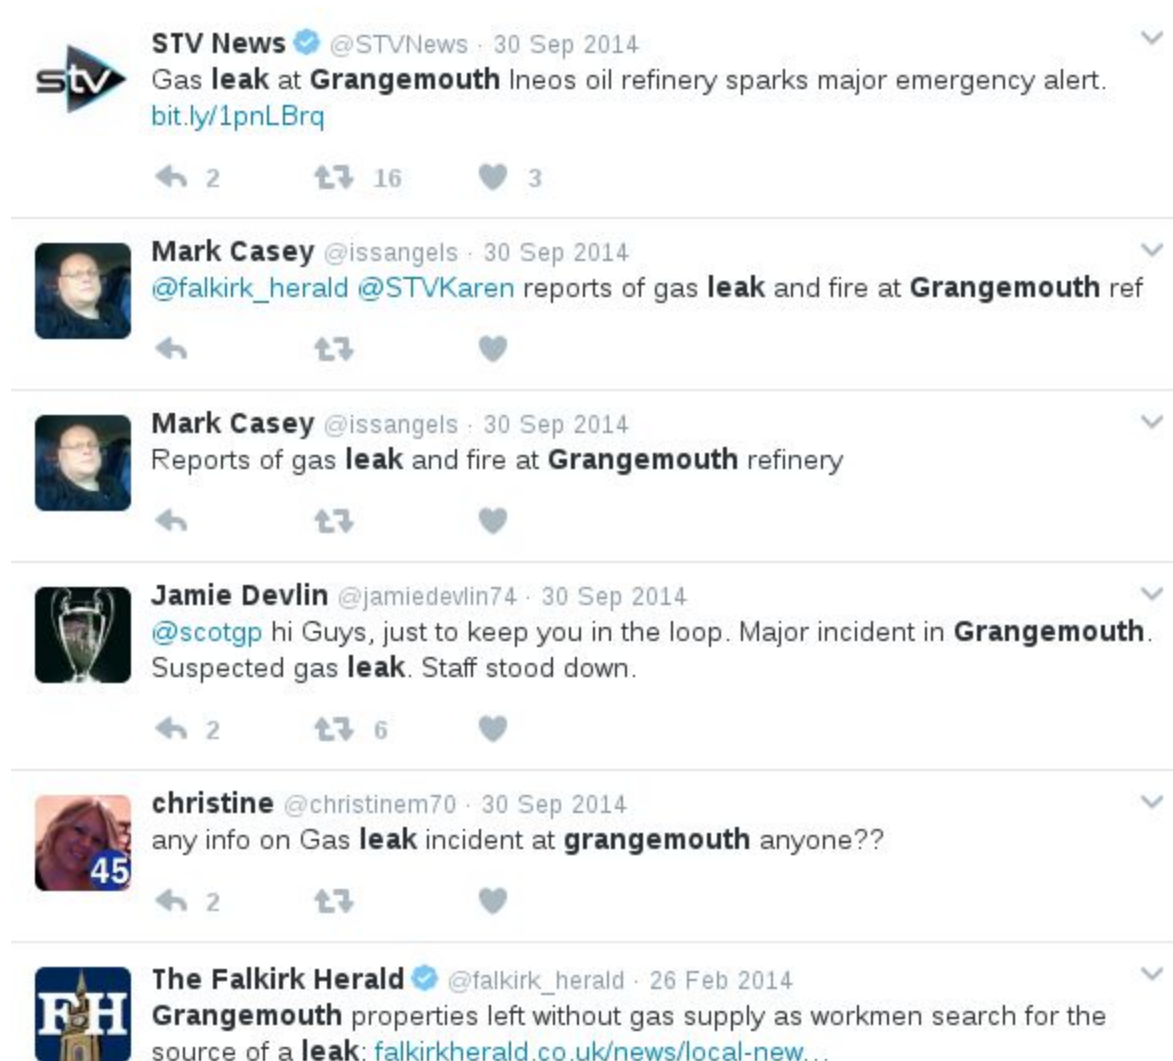 stv
STV News @STVNews · 30 Sep 2014
Gas leak at Grangemouth Ineos oil refinery sparks major emergency alert.
bit.ly/1pnLBrq
2 16 3
Mark Casey @issangels · 30 Sep 2014
@falkirk_herald @STVKaren reports of gas leak and fire at Grangemouth ref
Mark Casey @issangels · 30 Sep 2014
Reports of gas leak and fire at Grangemouth refinery
Jamie Devlin @jamiedevlin74 · 30 Sep 2014
@scotgp hi Guys, just to keep you in the loop. Major incident in Grangemouth.
Suspected gas leak. Staff stood down.
2 6
christine @christinem70 · 30 Sep 2014
any info on Gas leak incident at grangemouth anyone??
45
2
FH
The Falkirk Herald @falkirk_herald · 26 Feb 2014
Grangemouth properties left without gas supply as workmen search for the
source of a leak: falkirkherald.co.uk/news/local-new...